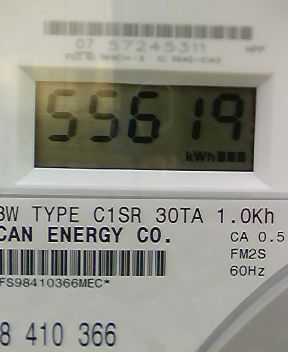 07 57245311
55619
kWh
3W TYPE C1SR 30TA 1.0Kh
CAN ENERGY CO. CA 0.5
FM2S
60Hz
FS98410366MEC*
8 410 366